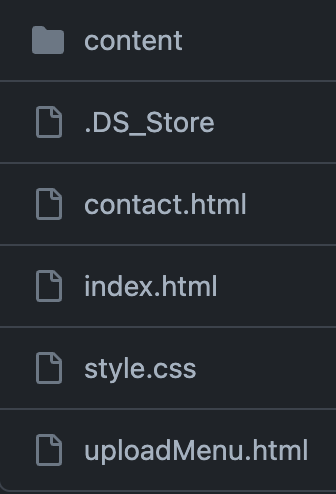 content
.DS_Store
contact.html
index.html
style.css
uploadMenu.html